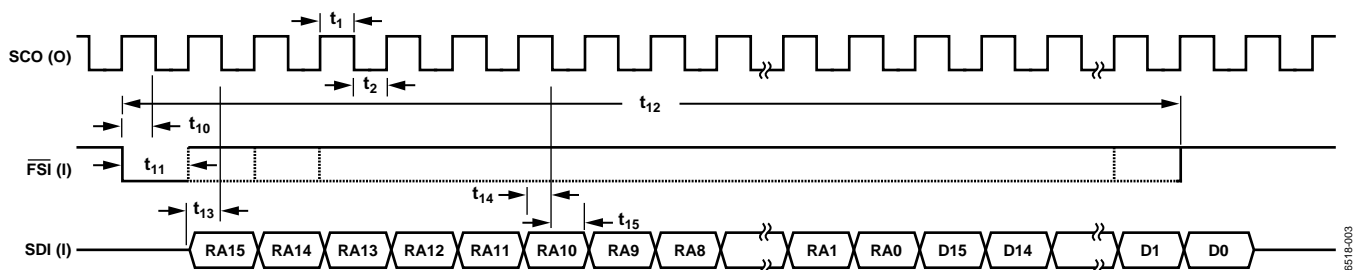 t1
SCO (O)
t2
t12
t10
FSI (I)
t11
t14
t13
t15
SDI (I)
RA15 RA14 RA13 RA12 RA11 RA10 RA9 RA8 RA1 RA0 D15 D14 D1 D0
6518-003